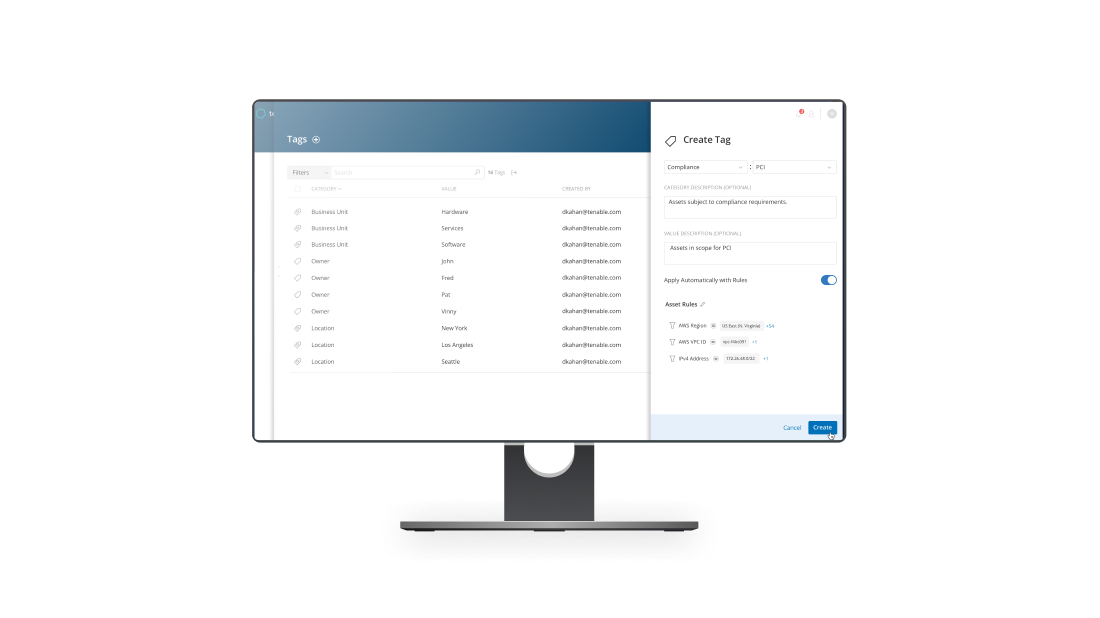 Tags
Filters
Search
Tags
CATEGORY VALUE CREATED BY
Business Unit Hardware dkahan@tenable.com
Business Unit Services dkahan@tenable.com
Business Unit Software dkahan@tenable.com
Owner John dkahan@tenable.com
Owner Fred dkahan@tenable.com
Owner Pat dkahan@tenable.com
Owner Vinny dkahan@tenable.com
Location New York dkahan@tenable.com
Location Los Angeles dkahan@tenable.com
Location Seattle dkahan@tenable.com
Create Tag
Compliance : PCI
CATEGORY DESCRIPTION (OPTIONAL)
Assets subject to compliance requirements.
VALUE DESCRIPTION (OPTIONAL)
Assets in scope for PCI
Apply Automatically with Rules
Asset Rules
AWS Region US East (N. Virginia) +54
AWS VPC ID
IPv4 Address +1
Cancel Create